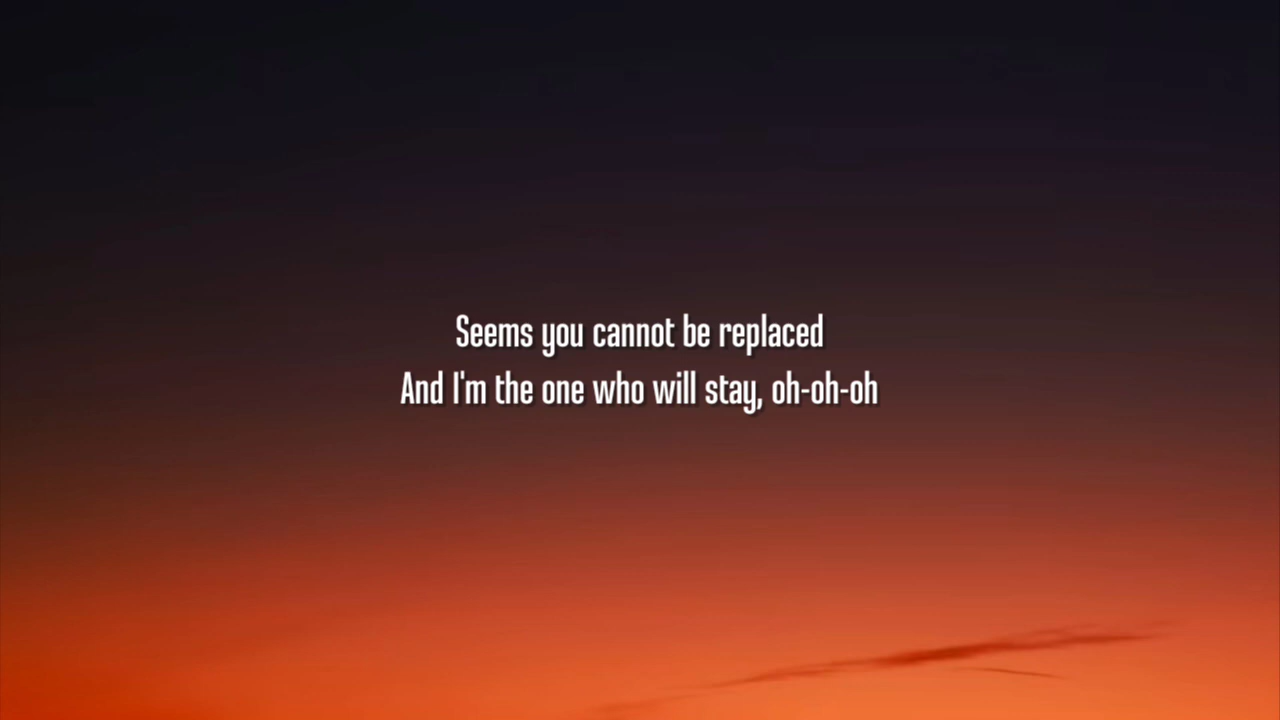 Seems you cannot be replaced
And I'm the one who will stay, oh-oh-oh